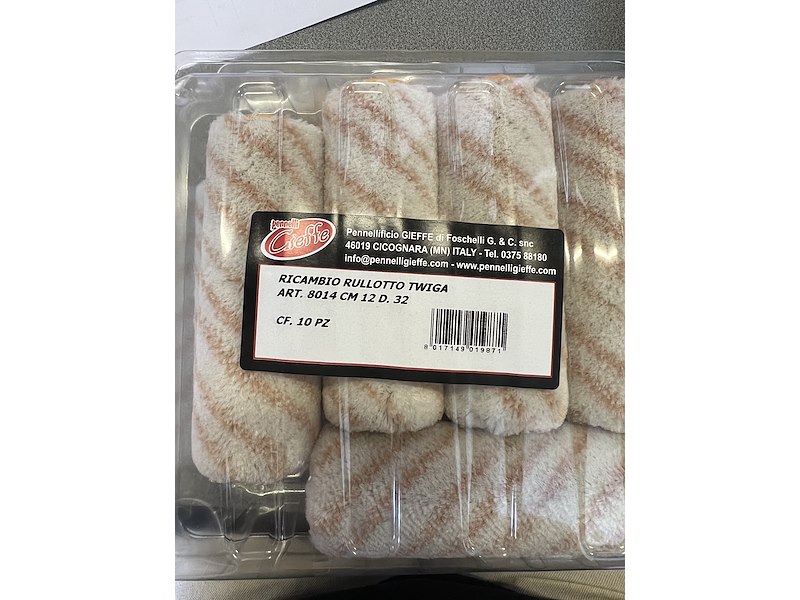 pennelli
Gieffe
Pennellificio GIEFFE di Foschelli G. & C. snc
46019 CICOGNARA (MN) ITALY - Tel. 0375 88180
info@pennelligieffe.com - www.pennelligieffe.com
RICAMBIO RULLOTTO TWIGA
ART. 8014 CM 12 D. 32
CF. 10 PZ
8 017149 019871